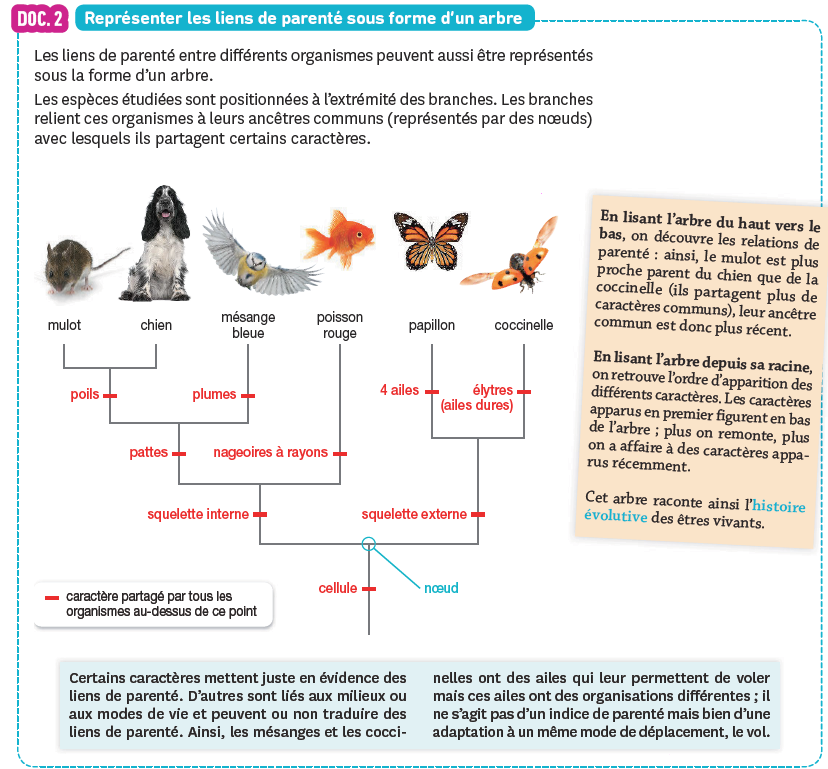 DOC. 2 Représenter les liens de parenté sous forme d'un arbre
Les liens de parenté entre différents organismes peuvent aussi être représentés
sous la forme d'un arbre.
Les espèces étudiées sont positionnées à l'extrémité des branches. Les branches
relient ces organismes à leurs ancêtres communs (représentés par des nœuds)
avec lesquels ils partagent certains caractères.
mulot
chien
mésange
bleue
poisson
rouge
papillon
coccinelle
poils
plumes
4 ailes
élytres
(ailes dures)
pattes
nageoires à rayons
squelette interne
squelette externe
cellule
nœud
caractère partagé par tous les
organismes au-dessus de ce point
En lisant l'arbre du haut vers le
bas, on découvre les relations de
parenté : ainsi, le mulot est plus
proche parent du chien que de la
coccinelle (ils partagent plus de
caractères communs), leur ancêtre
commun est donc plus récent.
En lisant l'arbre depuis sa racine,
on retrouve l'ordre d'apparition des
différents caractères. Les caractères
apparus en premier figurent en bas
de l'arbre ; plus on remonte, plus
on a affaire à des caractères appa-
rus récemment.
Cet arbre raconte ainsi l'histoire
évolutive des êtres vivants.
Certains caractères mettent juste en évidence des
liens de parenté. D'autres sont liés aux milieux ou
aux modes de vie et peuvent ou non traduire des
liens de parenté. Ainsi, les mésanges et les cocci-
nelles ont des ailes qui leur permettent de voler
mais ces ailes ont des organisations différentes ; il
ne s'agit pas d'un indice de parenté mais bien d'une
adaptation à un même mode de déplacement, le vol.